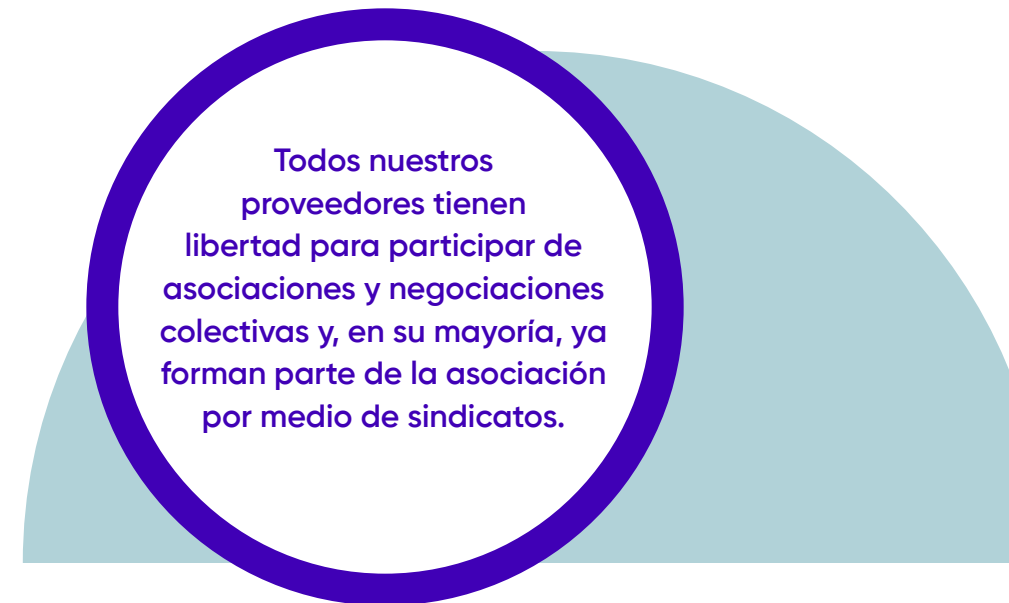 Todos nuestros
proveedores tienen
libertad para participar de
asociaciones y negociaciones
colectivas y, en su mayoría, ya
forman parte de la asociación
por medio de sindicatos.